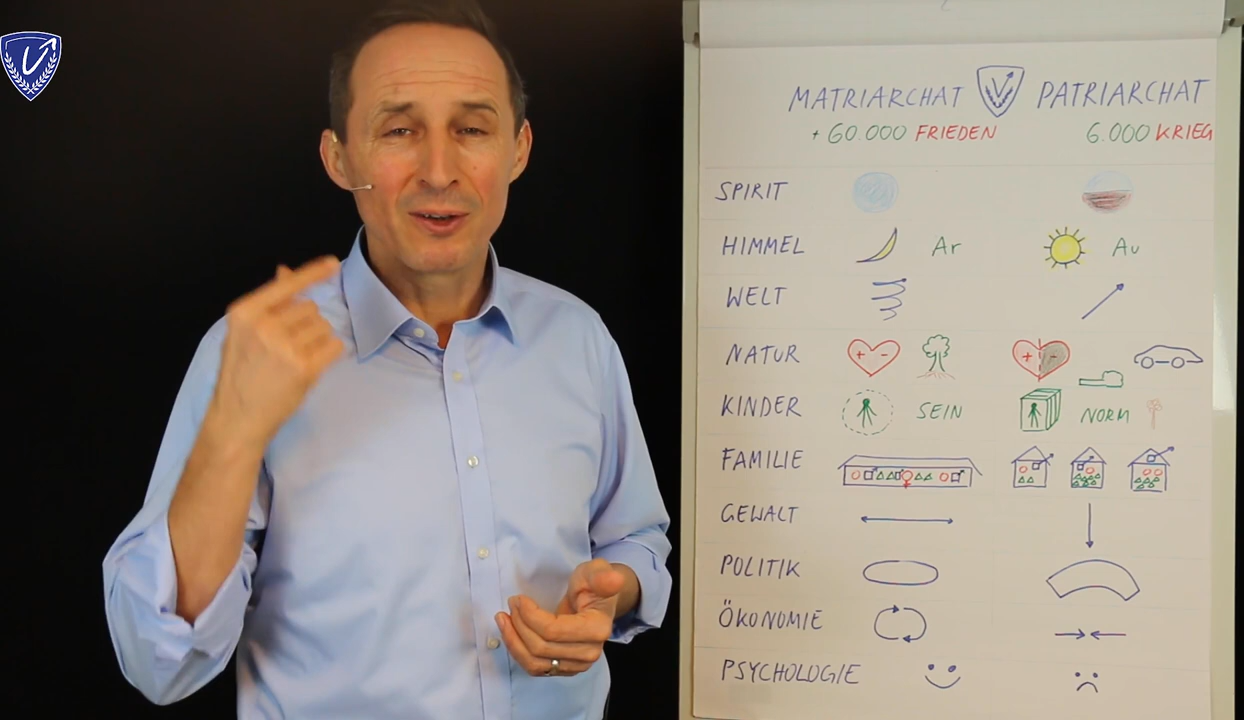 MATRIARCHAT PATRIARCHAT
+ 60.000 FRIEDEN 6.000 KRIEG
SPIRIT
HIMMEL Ar Au
WELT
NATUR + - + -
KINDER SEIN NORM
FAMILIE
GEWALT
POLITIK
ÖKONOMIE
PSYCHOLOGIE